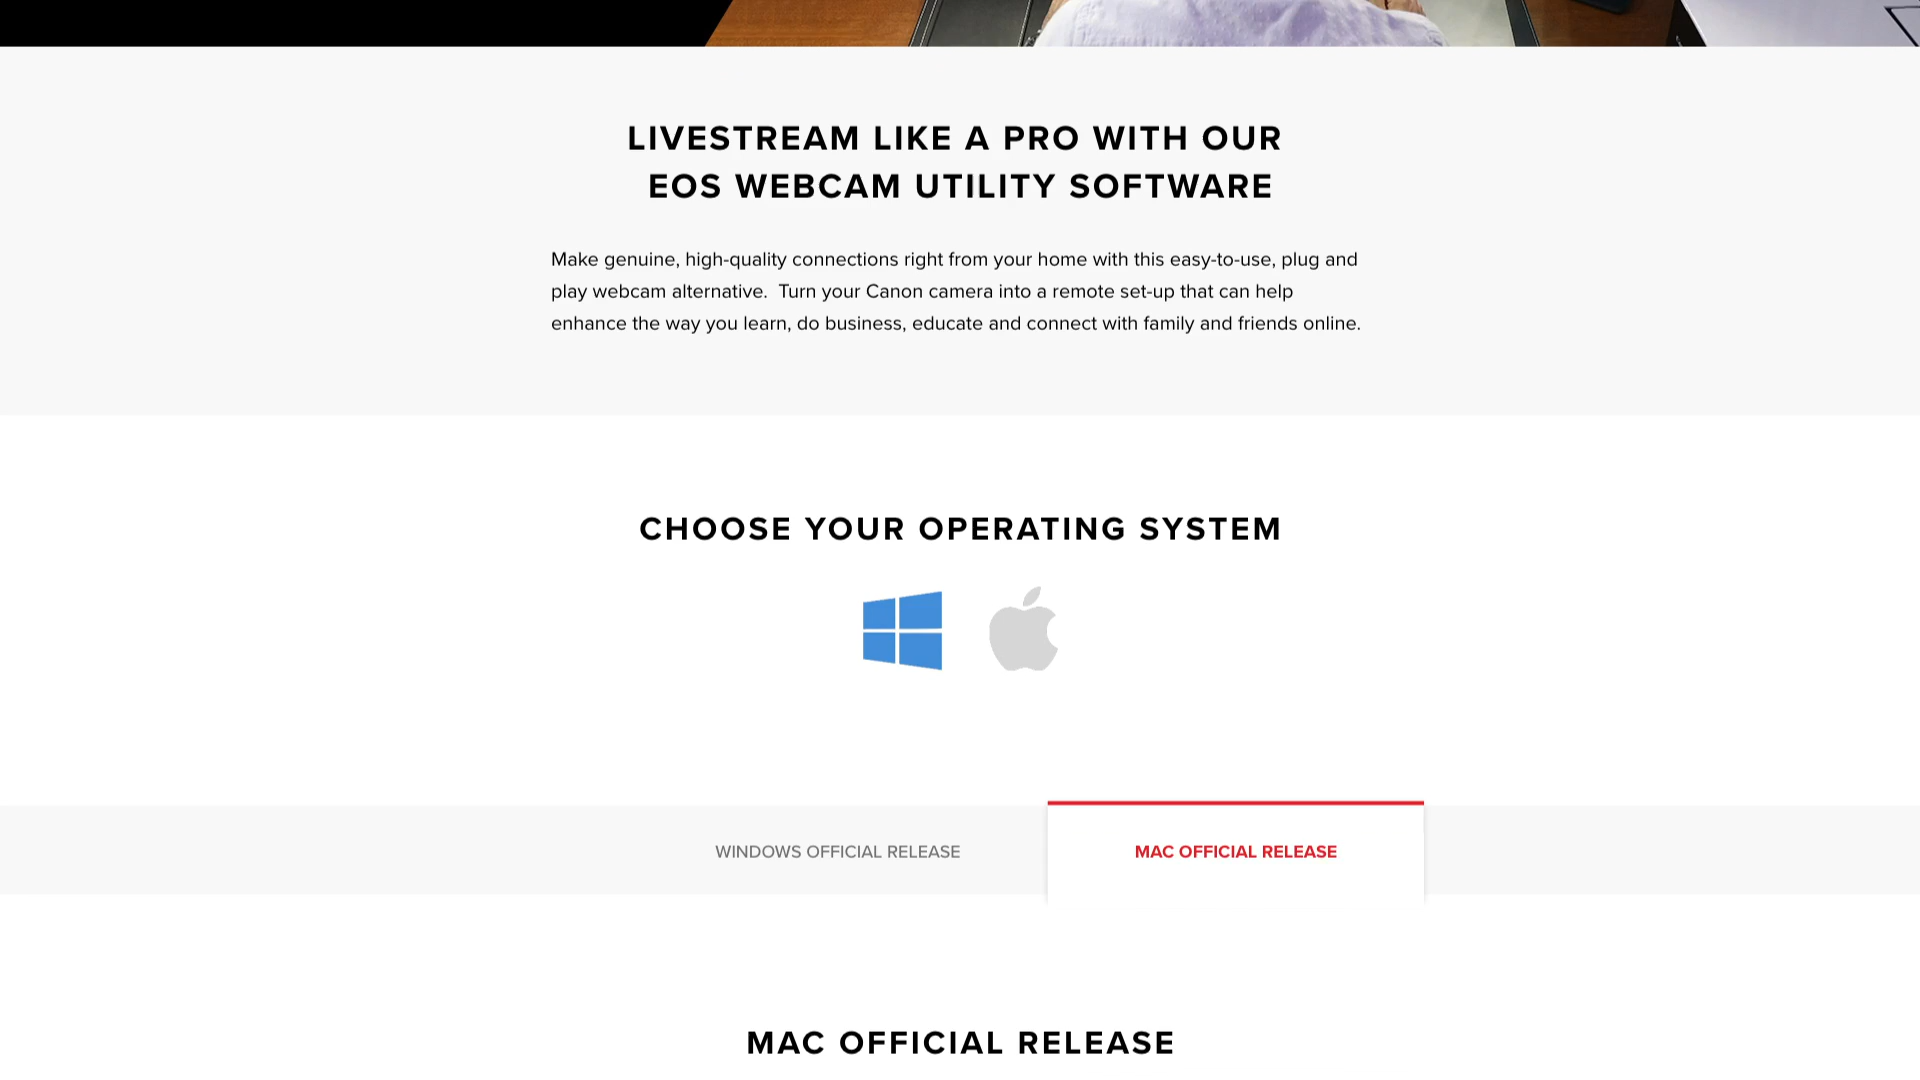 LIVESTREAM LIKE A PRO WITH OUR
EOS WEBCAM UTILITY SOFTWARE
Make genuine, high-quality connections right from your home with this easy-to-use, plug and
play webcam alternative.  Turn your Canon camera into a remote set-up that can help
enhance the way you learn, do business, educate and connect with family and friends online.
CHOOSE YOUR OPERATING SYSTEM
WINDOWS OFFICIAL RELEASE
MAC OFFICIAL RELEASE
MAC OFFICIAL RELEASE